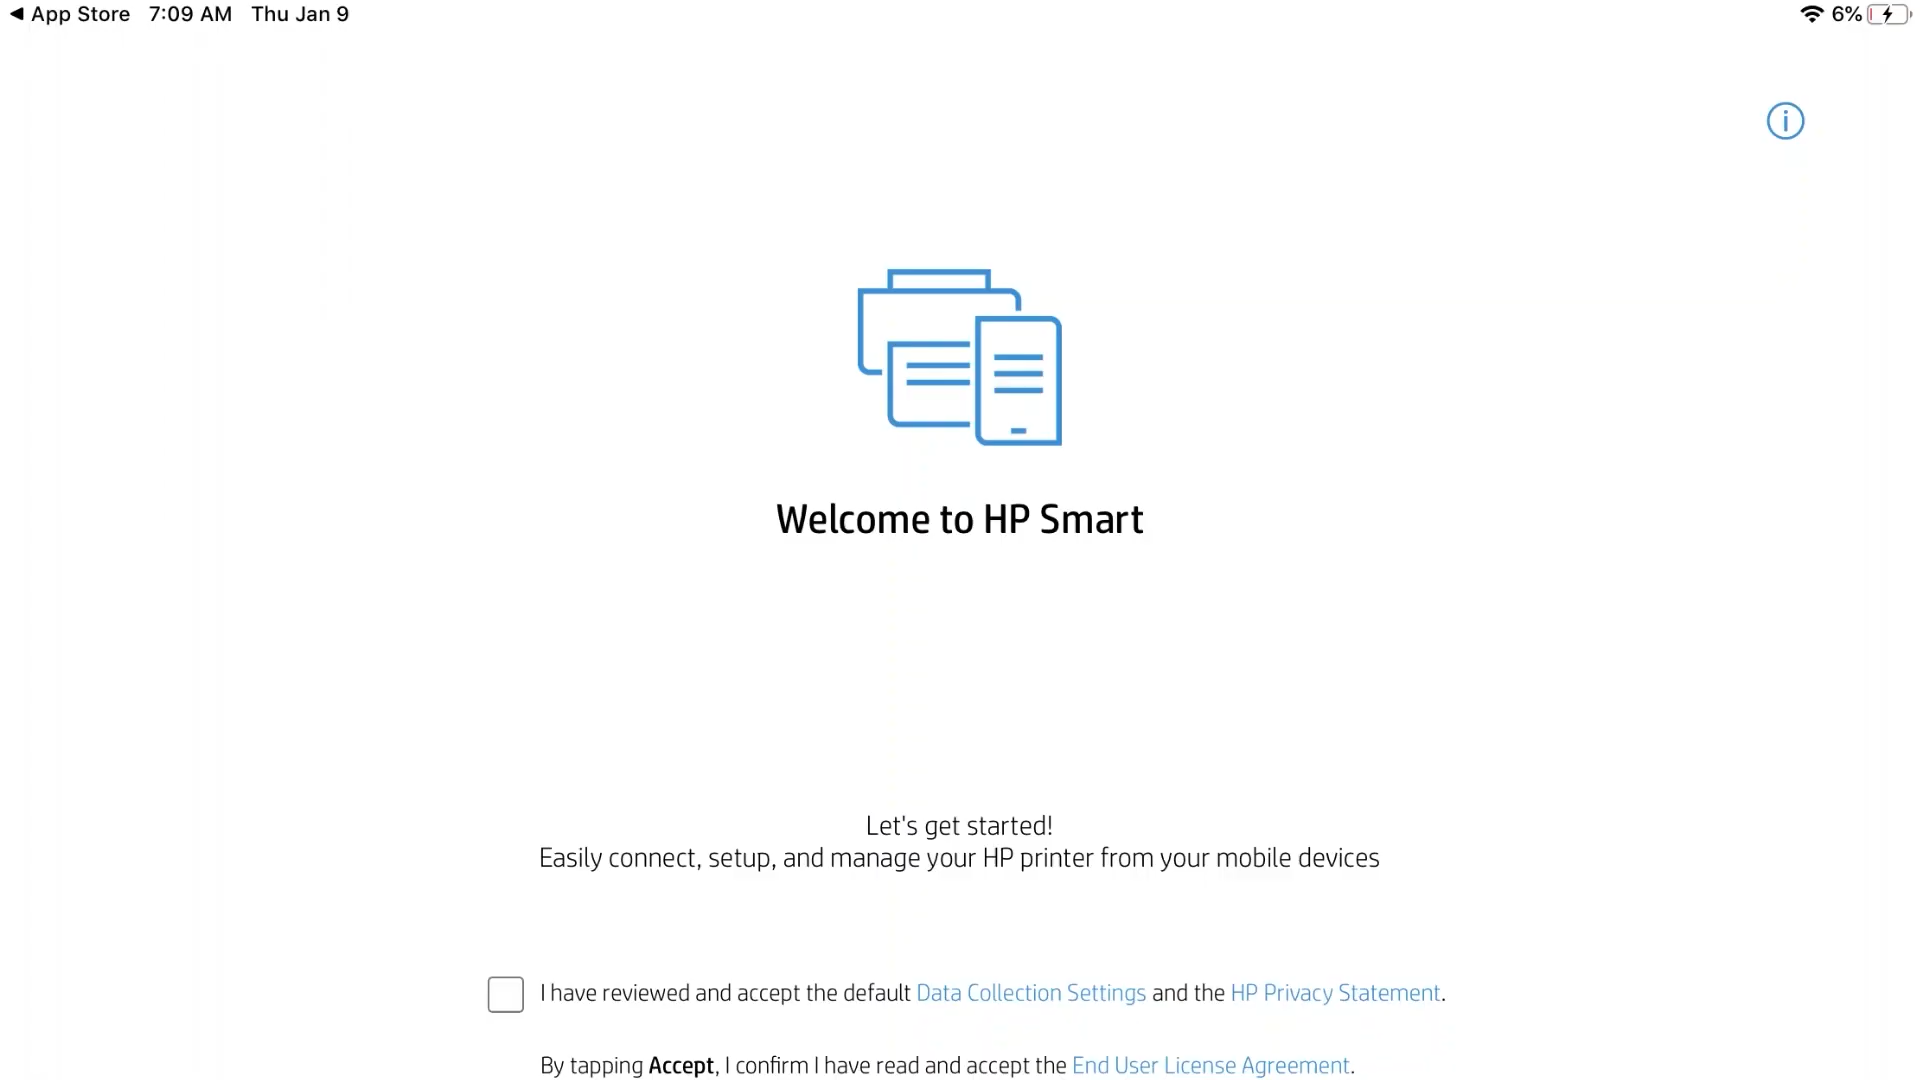 ◀ App Store 7:09 AM Thu Jan 9 6%
Welcome to HP Smart
Let's get started!
Easily connect, setup, and manage your HP printer from your mobile devices
I have reviewed and accept the default Data Collection Settings and the HP Privacy Statement.
By tapping Accept, I confirm I have read and accept the End User License Agreement.